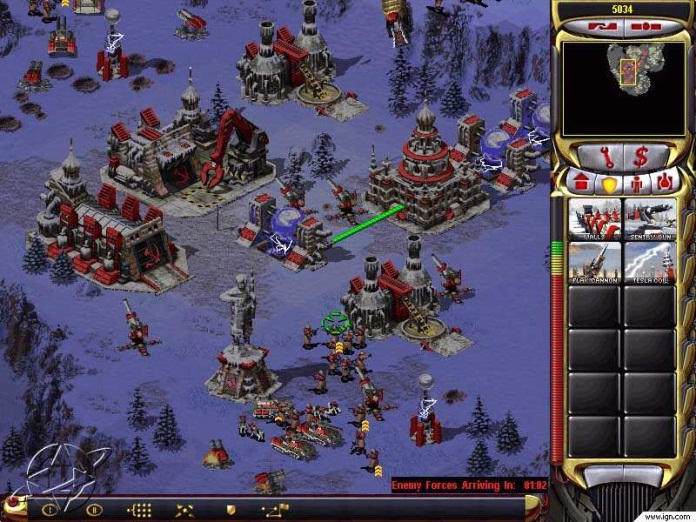 5034
WALLS
SENTRY GUN
FLAK CANNON
TESLA COIL
Enemy Forces Arriving In: 01:02
www.ign.com